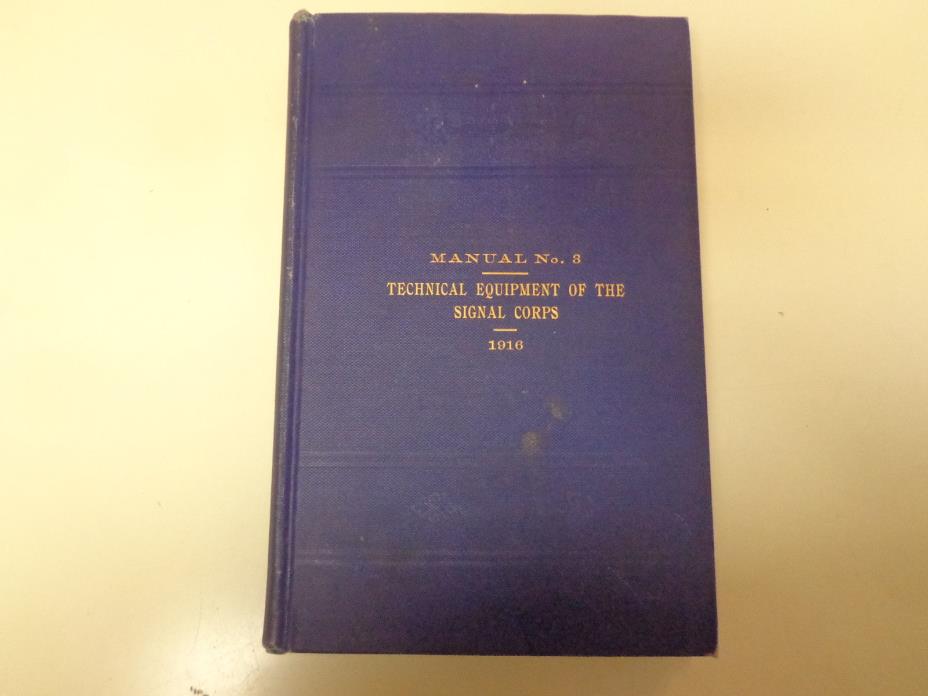 MANUAL No. 3
TECHNICAL EQUIPMENT OF THE
SIGNAL CORPS
1916